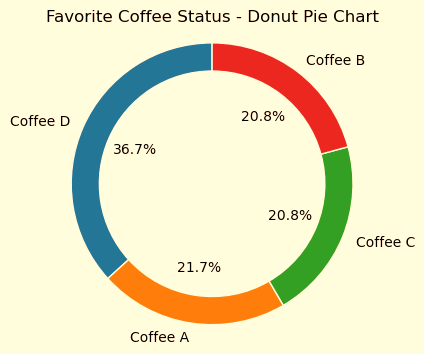 Favorite Coffee Status - Donut Pie Chart
Coffee B
20.8%
Coffee D
36.7%
20.8%
Coffee C
21.7%
Coffee A